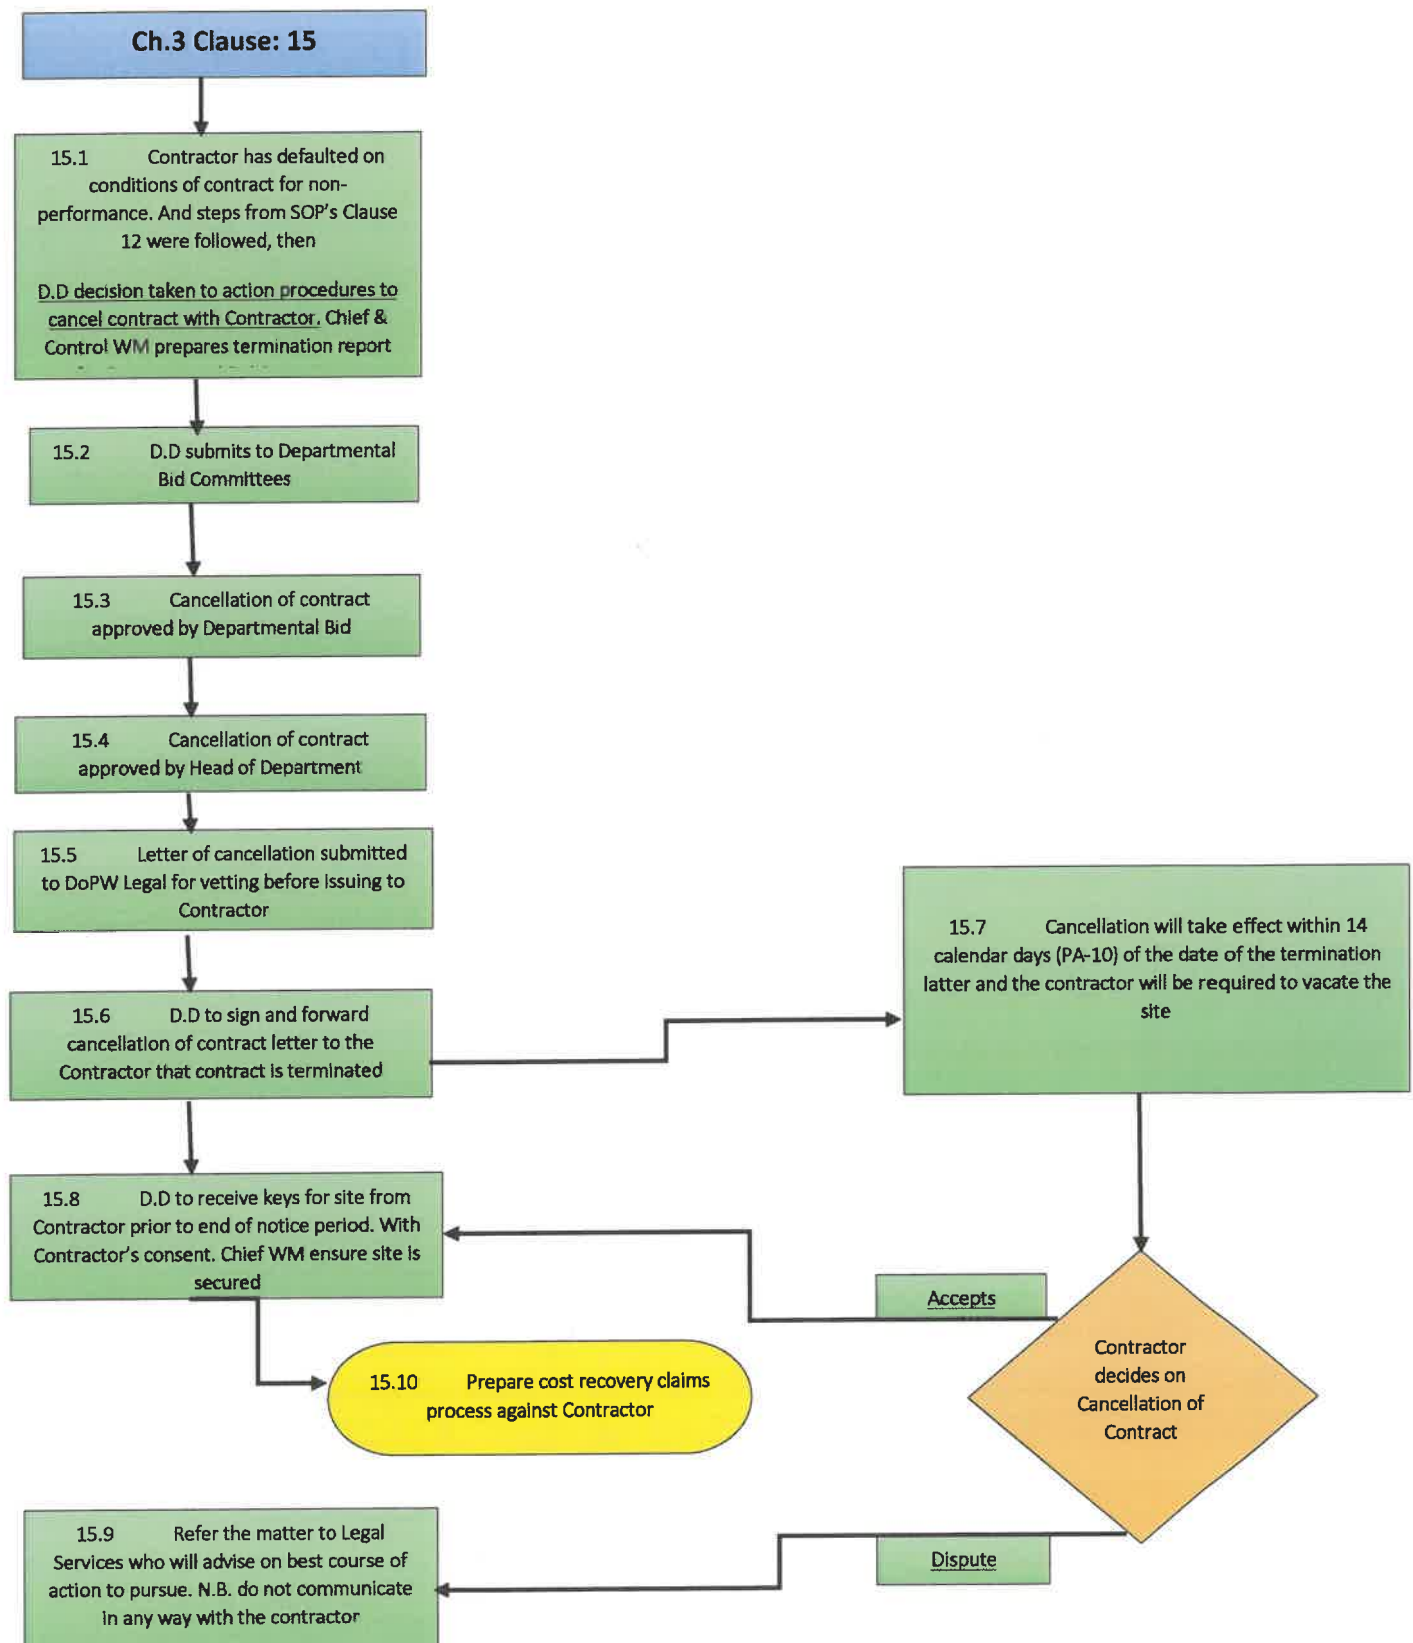 Ch.3 Clause: 15
15.1 Contractor has defaulted on
conditions of contract for non-
performance. And steps from SOP's Clause
12 were followed, then
D.D decision taken to action procedures to
cancel contract with Contractor. Chief &
Control WM prepares termination report
15.2 D.D submits to Departmental
Bid Committees
15.3 Cancellation of contract
approved by Departmental Bid
15.4 Cancellation of contract
approved by Head of Department
15.5 Letter of cancellation submitted
to DoPW Legal for vetting before issuing to
Contractor
15.6 D.D to sign and forward
cancellation of contract letter to the
Contractor that contract is terminated
15.7 Cancellation will take effect within 14
calendar days (PA-10) of the date of the termination
latter and the contractor will be required to vacate the
site
15.8 D.D to receive keys for site from
Contractor prior to end of notice period. With
Contractor's consent. Chief WM ensure site is
secured
Accepts
Contractor
decides on
Cancellation of
Contract
15.10 Prepare cost recovery claims
process against Contractor
15.9 Refer the matter to Legal
Services who will advise on best course of
action to pursue. N.B. do not communicate
in any way with the contractor
Dispute